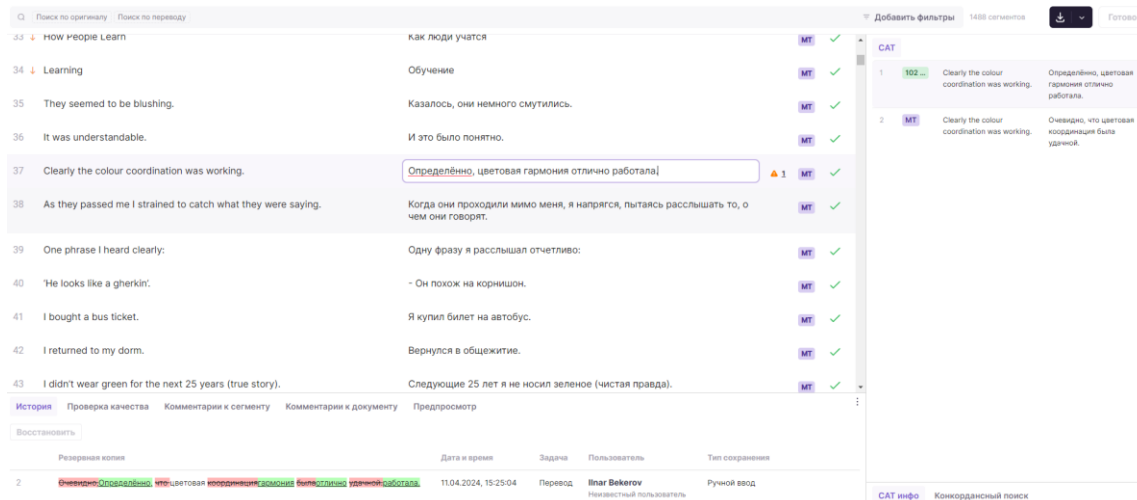 Поиск по оригиналу Поиск по переводу Добавить фильтры 1488 сегментов Готово
33 How People Learn Как люди учатся MT
34 Learning Обучение MT
35 They seemed to be blushing. Казалось, они немного смутились. MT
36 It was understandable. И это было понятно. MT
37 Clearly the colour coordination was working. Определённо, цветовая гармония отлично работала. 1 MT
38 As they passed me I strained to catch what they were saying. Когда они проходили мимо меня, я напрягся, пытаясь расслышать то, о MT
чем они говорят.
39 One phrase I heard clearly: Одну фразу я расслышал отчетливо: MT
40 'He looks like a gherkin'. - Он похож на корнишон. MT
41 I bought a bus ticket. Я купил билет на автобус. MT
42 I returned to my dorm. Вернулся в общежитие. MT
43 I didn't wear green for the next 25 years (true story). Следующие 25 лет я не носил зеленое (чистая правда). MT
CAT
1 102 ... Clearly the colour Определённо, цветовая
coordination was working. гармония отлично
работала.
2 MT Clearly the colour Очевидно, что цветовая
coordination was working. координация была
удачной.
История Проверка качества Комментарии к сегменту Комментарии к документу Предпросмотр
Восстановить
Резервная копия Дата и время Задача Пользователь Тип сохранения
2 Очевидно,Определённо, что цветовая координациягармония былаотлично удачной.работала. 11.04.2024, 15:25:04 Перевод Ilnar Bekerov Ручной ввод
Неизвестный пользователь
CAT инфо Конкордансный поиск